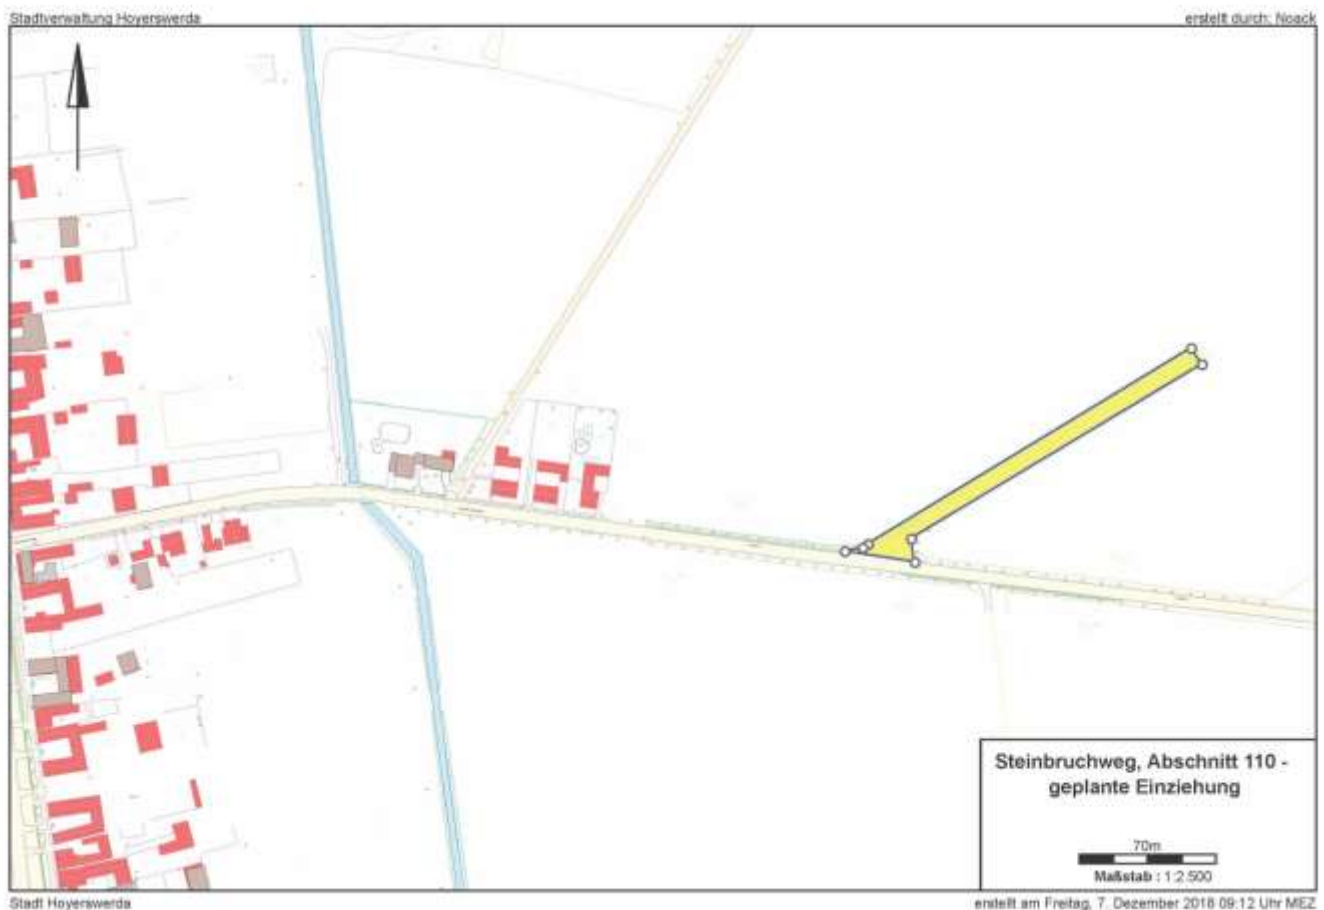 Stadtverwaltung Hoyerswerda
erstellt durch: Noack
Steinbruchweg, Abschnitt 110 -
geplante Einziehung
70m
Maßstab : 1:2 500
Stadt Hoyerswerda
erstellt am Freitag, 7. Dezember 2018 09:12 Uhr MEZ